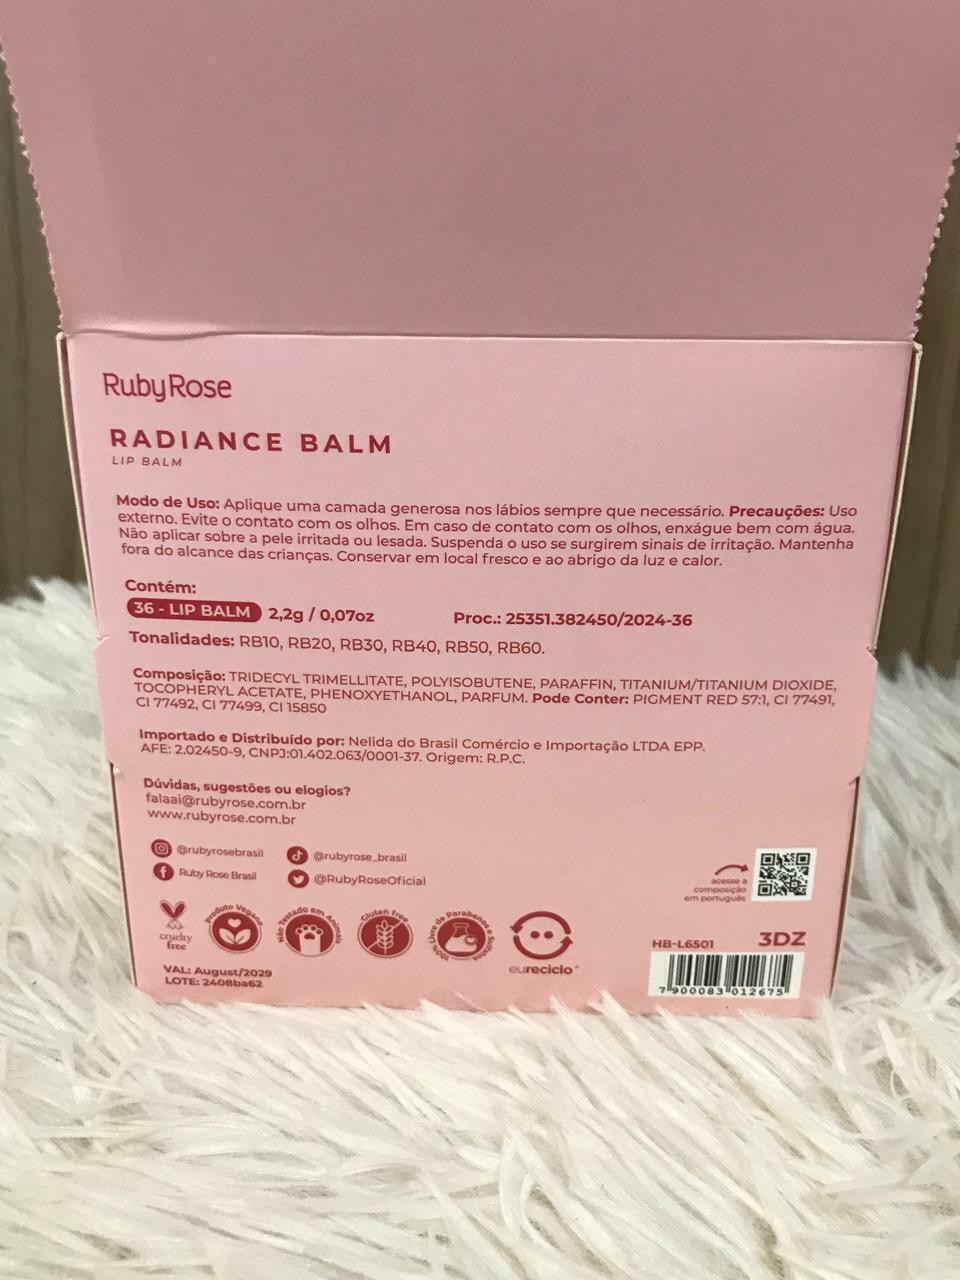 RubyRose
RADIANCE BALM
LIP BALM
Modo de Uso: Aplique uma camada generosa nos lábios sempre que necessário. Precauções: Uso
externo. Evite o contato com os olhos. Em caso de contato com os olhos, enxágue bem com água.
Não aplicar sobre a pele irritada ou lesada. Suspenda o uso se surgirem sinais de irritação. Mantenha
fora do alcance das crianças. Conservar em local fresco e ao abrigo da luz e calor.
Contém:
36 - LIP BALM 2,2g / 0,07oz Proc.: 25351.382450/2024-36
Tonalidades: RB10, RB20, RB30, RB40, RB50, RB60.
Composição: TRIDECYL TRIMELLITATE, POLYISOBUTENE, PARAFFIN, TITANIUM/TITANIUM DIOXIDE,
TOCOPHERYL ACETATE, PHENOXYETHANOL, PARFUM. Pode Conter: PIGMENT RED 57:1, CI 77491,
CI 77492, CI 77499, CI 15850
Importado e Distribuído por: Nelida do Brasil Comércio e Importação LTDA EPP.
AFE: 2.02450-9, CNPJ:01.402.063/0001-37. Origem: R.P.C.
Dúvidas, sugestões ou elogios?
falaai@rubyrose.com.br
www.rubyrose.com.br
@rubyrosebrasil @rubyrose_brasil
Ruby Rose Brasil @RubyRoseOficial
acesse a
composição
em português
cruelty
free
Produto Vegano
Não Testado em Animais
Gluten free
100% Livre de Parabenos e Sulfatos
eureciclo
HB-L6501 3DZ
VAL: August/2029
LOTE: 2408ba62
7 900083 012675